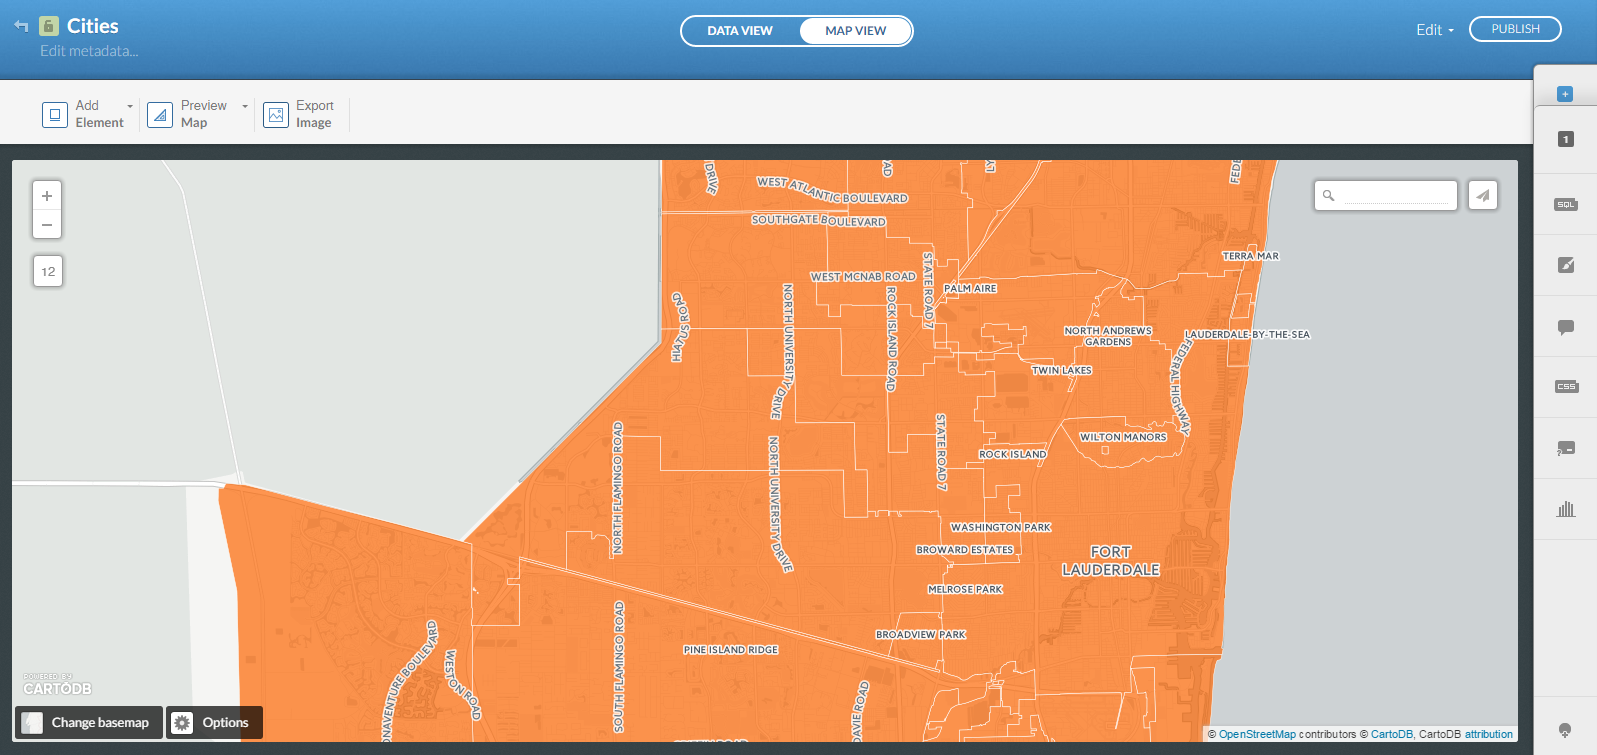 Cities
Edit metadata...
DATA VIEW
MAP VIEW
Edit
PUBLISH
Add
Element
Preview
Map
Export
Image
+
1
SQL
CSS
?
+
−
12
DRIVE
WEST ATLANTIC BOULEVARD
SOUTHGATE BOULEVARD
TERRA MAR
WEST MCNAB ROAD
STATE ROAD 7
PALM AIRE
HIATUS ROAD
NORTH UNIVERSITY DRIVE
ROCK ISLAND ROAD
NORTH ANDREWS
GARDENS
LAUDERDALE-BY-THE-SEA
FEDERAL HIGHWAY
TWIN LAKES
NORTH FLAMINGO ROAD
NORTH UNIVERSITY DRIVE
STATE ROAD 7
WILTON MANORS
ROCK ISLAND
WASHINGTON PARK
BROWARD ESTATES
FORT
LAUDERDALE
MELROSE PARK
BROADVIEW PARK
PINE ISLAND RIDGE
SOUTH FLAMINGO ROAD
ONAVENTURE BOULEVARD
WESTON ROAD
DAVIE ROAD
POWERED BY
CARTODB
Change basemap
Options
© OpenStreetMap contributors © CartoDB, CartoDB attribution